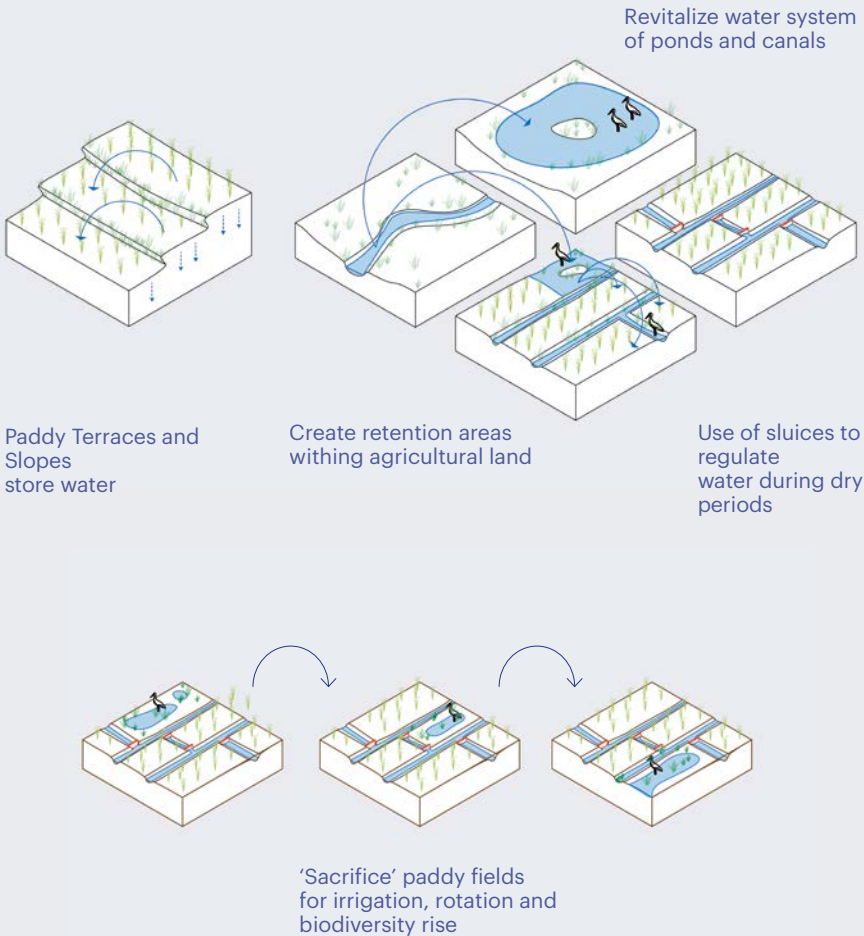 Revitalize water system
of ponds and canals
Paddy Terraces and
Slopes
store water
Create retention areas
withing agricultural land
Use of sluices to
regulate
water during dry
periods
‘Sacrifice’ paddy fields
for irrigation, rotation and
biodiversity rise